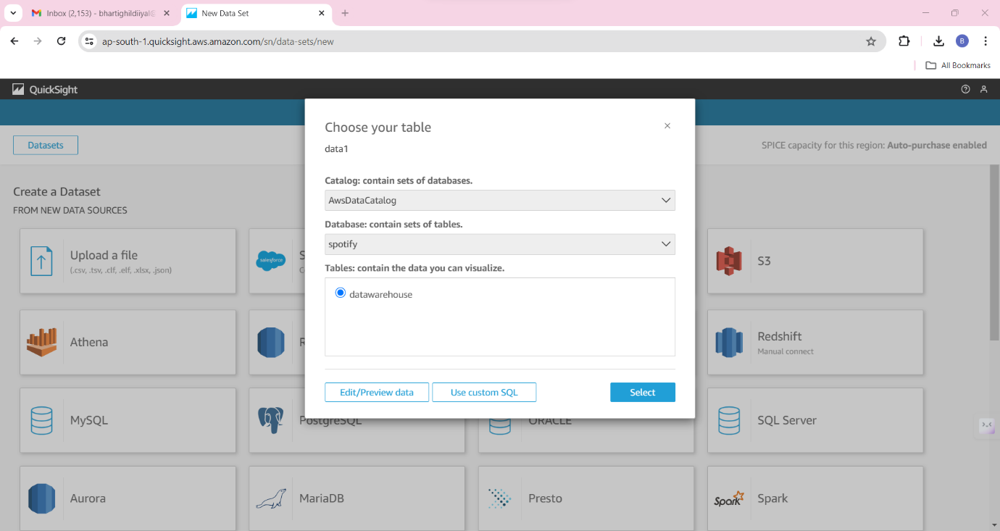 Inbox (2,153) - bhartighildiiyal@
New Data Set
ap-south-1.quicksight.aws.amazon.com/sn/data-sets/new
B
All Bookmarks
QuickSight
Datasets
SPICE capacity for this region: Auto-purchase enabled
Create a Dataset
FROM NEW DATA SOURCES
Upload a file
(.csv, .tsv, .clf, .elf, .xlsx, .json)
salesforce
S3
Athena
Redshift
Manual connect
MySQL
PostgreSQL
ORACLE
SQL Server
Aurora
MariaDB
Presto
Spark
Spark
Choose your table
data1
Catalog: contain sets of databases.
AwsDataCatalog
Database: contain sets of tables.
spotify
Tables: contain the data you can visualize.
datawarehouse
Edit/Preview data
Use custom SQL
Select